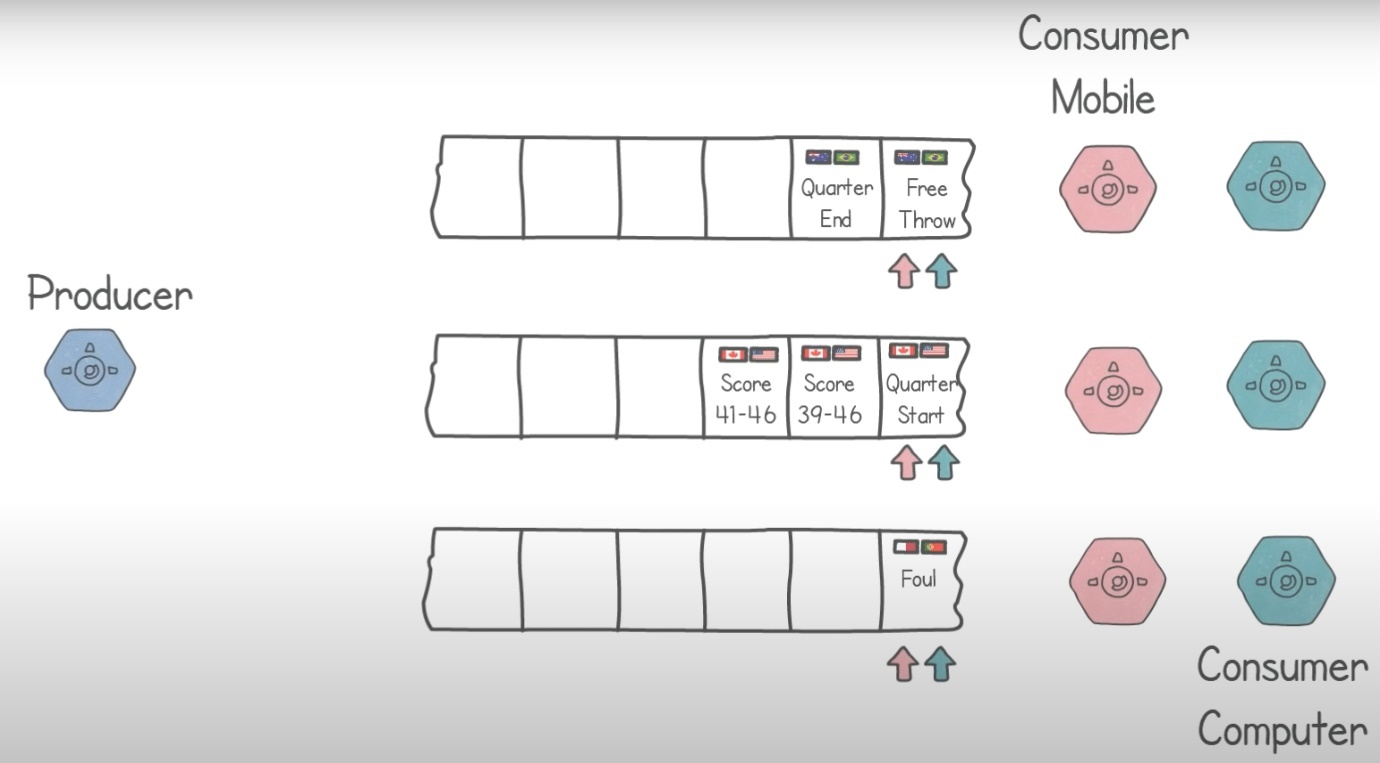 Consumer
Mobile
Quarter
End
Free
Throw
Producer
Score
41-46
Score
39-46
Quarter
Start
Foul
Consumer
Computer